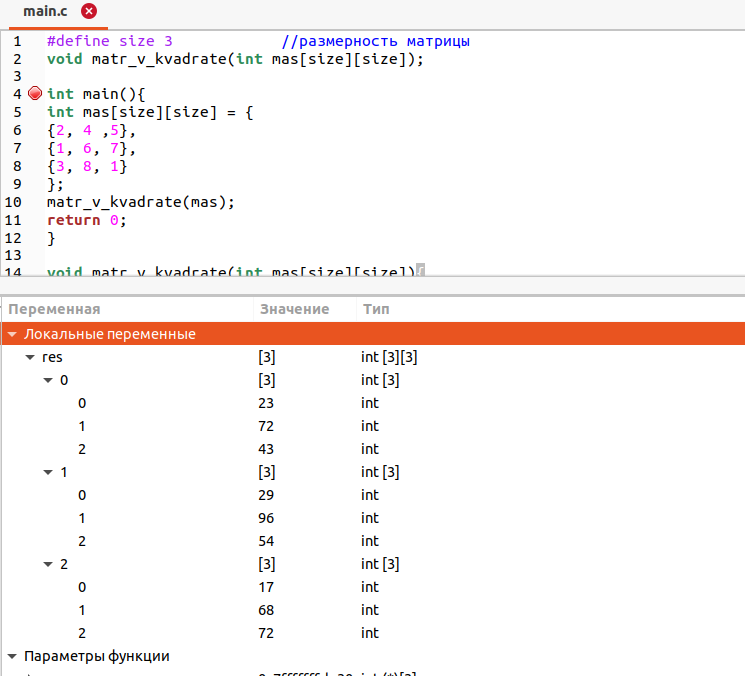 main.c
1 #define size 3 //размерность матрицы
2 void matr_v_kvadrate(int mas[size][size]);
3
4 int main(){
5 int mas[size][size] = {
6 {2, 4 ,5},
7 {1, 6, 7},
8 {3, 8, 1}
9 };
10 matr_v_kvadrate(mas);
11 return 0;
12 }
13
14 void matr_v_kvadrate(int mas[size][size]){
Переменная Значение Тип
Локальные переменные
res [3] int [3][3]
0 [3] int [3]
0 23 int
1 72 int
2 43 int
1 [3] int [3]
0 29 int
1 96 int
2 54 int
2 [3] int [3]
0 17 int
1 68 int
2 72 int
Параметры функции